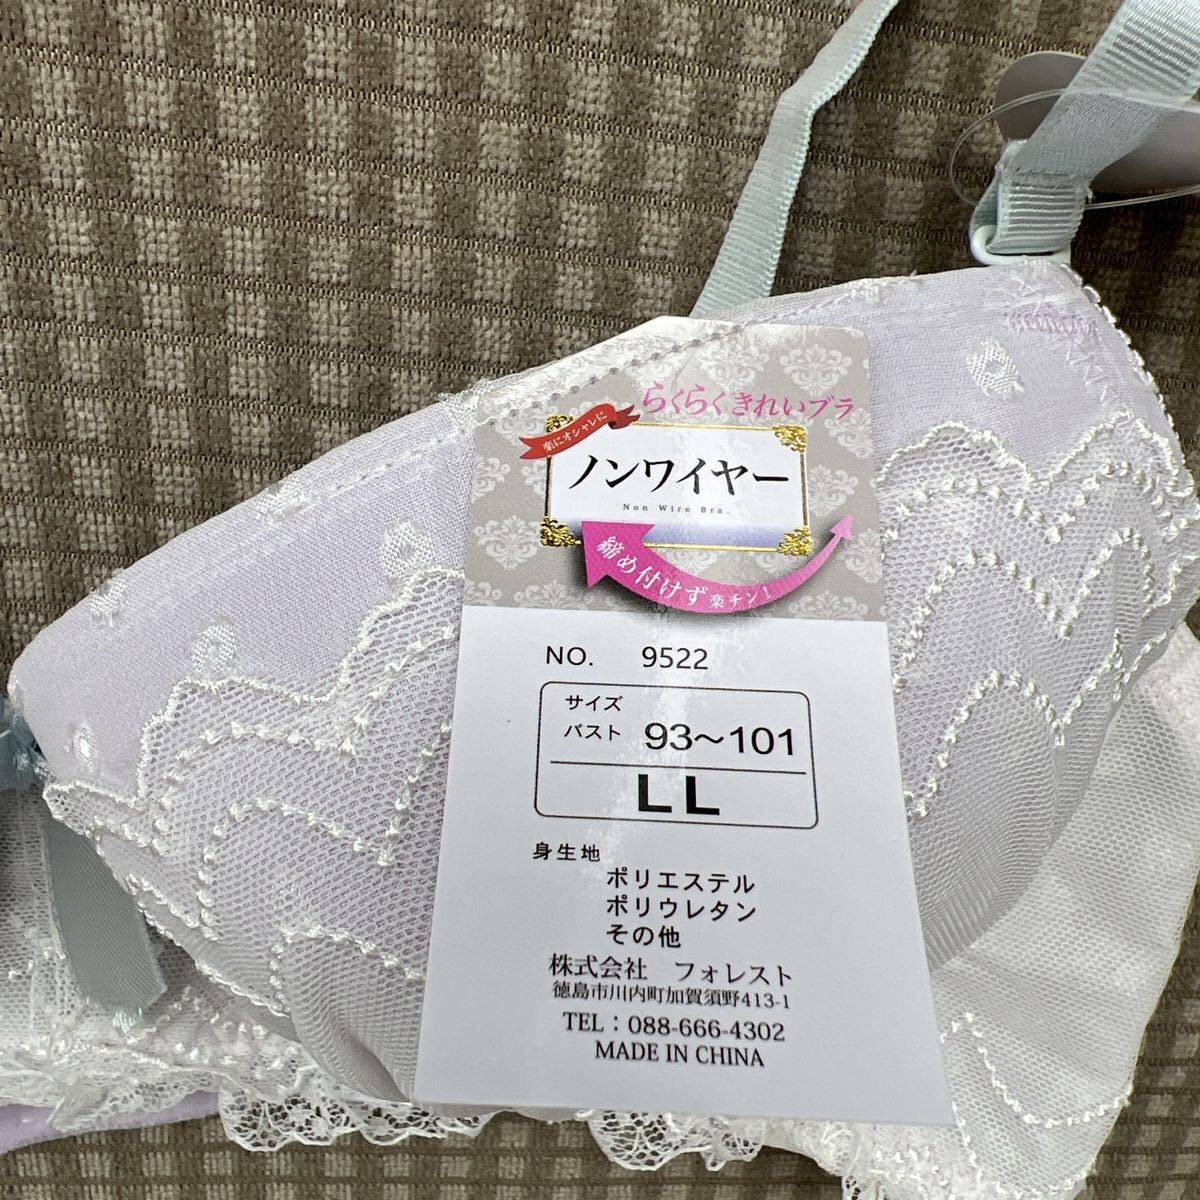 らくらくきれいブラ
楽にオシャレに
ノンワイヤー
Non Wire Bra.
締め付けず楽チン!
NO. 9522
サイズ
バスト 93～101
LL
身生地
ポリエステル
ポリウレタン
その他
株式会社 フォレスト
徳島市川内町加賀須野413-1
TEL：088-666-4302
MADE IN CHINA